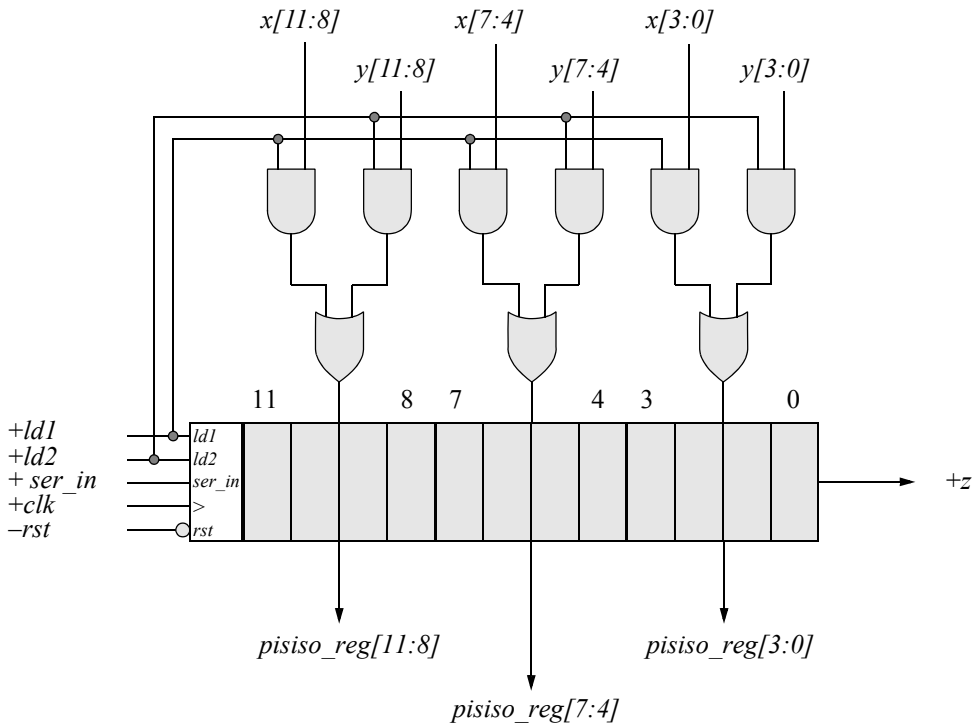 x[11:8] x[7:4] x[3:0]
y[11:8] y[7:4] y[3:0]
11 8 7 4 3 0
+ld1 ld1
+ld2 ld2
+ ser_in ser_in
+z
+clk >
–rst rst
pisiso_reg[11:8] pisiso_reg[3:0]
pisiso_reg[7:4]